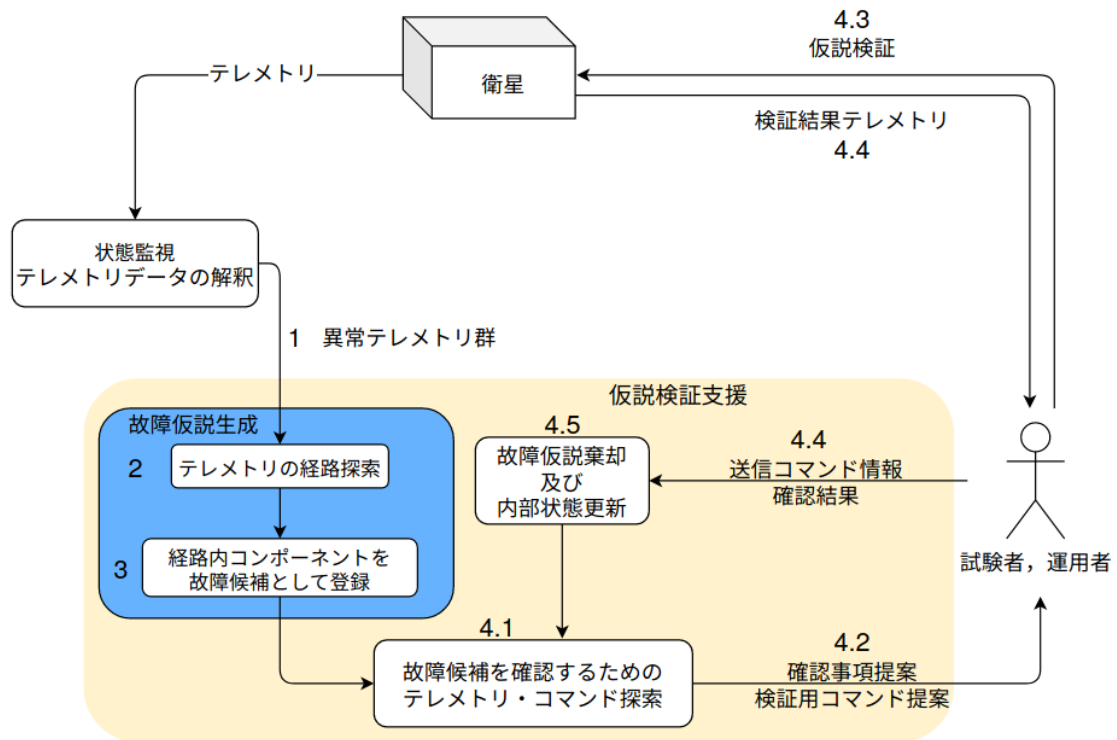 4.3
仮説検証
テレメトリ
衛星
検証結果テレメトリ
4.4
状態監視
テレメトリデータの解釈
1 異常テレメトリ群
仮説検証支援
故障仮説生成
4.5
2
テレメトリの経路探索
故障仮説棄却
及び
内部状態更新
4.4
送信コマンド情報
確認結果
3
経路内コンポーネントを
故障候補として登録
試験者，運用者
4.1
故障候補を確認するための
テレメトリ・コマンド探索
4.2
確認事項提案
検証用コマンド提案